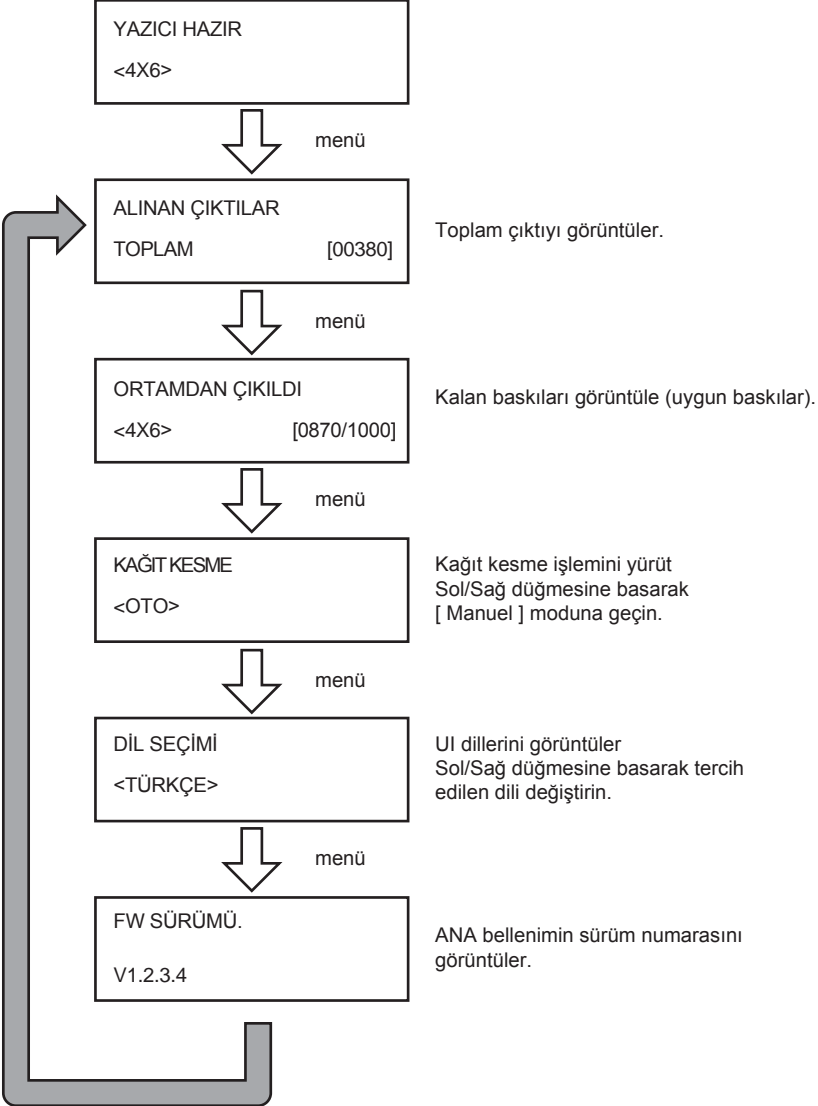 YAZICI HAZIR
<4X6>
menü
ALINAN ÇIKTILAR
TOPLAM [00380]
Toplam çıktıyı görüntüler.
menü
ORTAMDAN ÇIKILDI
<4X6> [0870/1000]
Kalan baskıları görüntüle (uygun baskılar).
menü
KAĞIT KESME
<OTO>
Kağıt kesme işlemini yürüt
Sol/Sağ düğmesine basarak
[ Manuel ] moduna geçin.
menü
DİL SEÇİMİ
<TÜRKÇE>
UI dillerini görüntüler
Sol/Sağ düğmesine basarak tercih
edilen dili değiştirin.
menü
FW SÜRÜMÜ.
V1.2.3.4
ANA bellenimin sürüm numarasını
görüntüler.